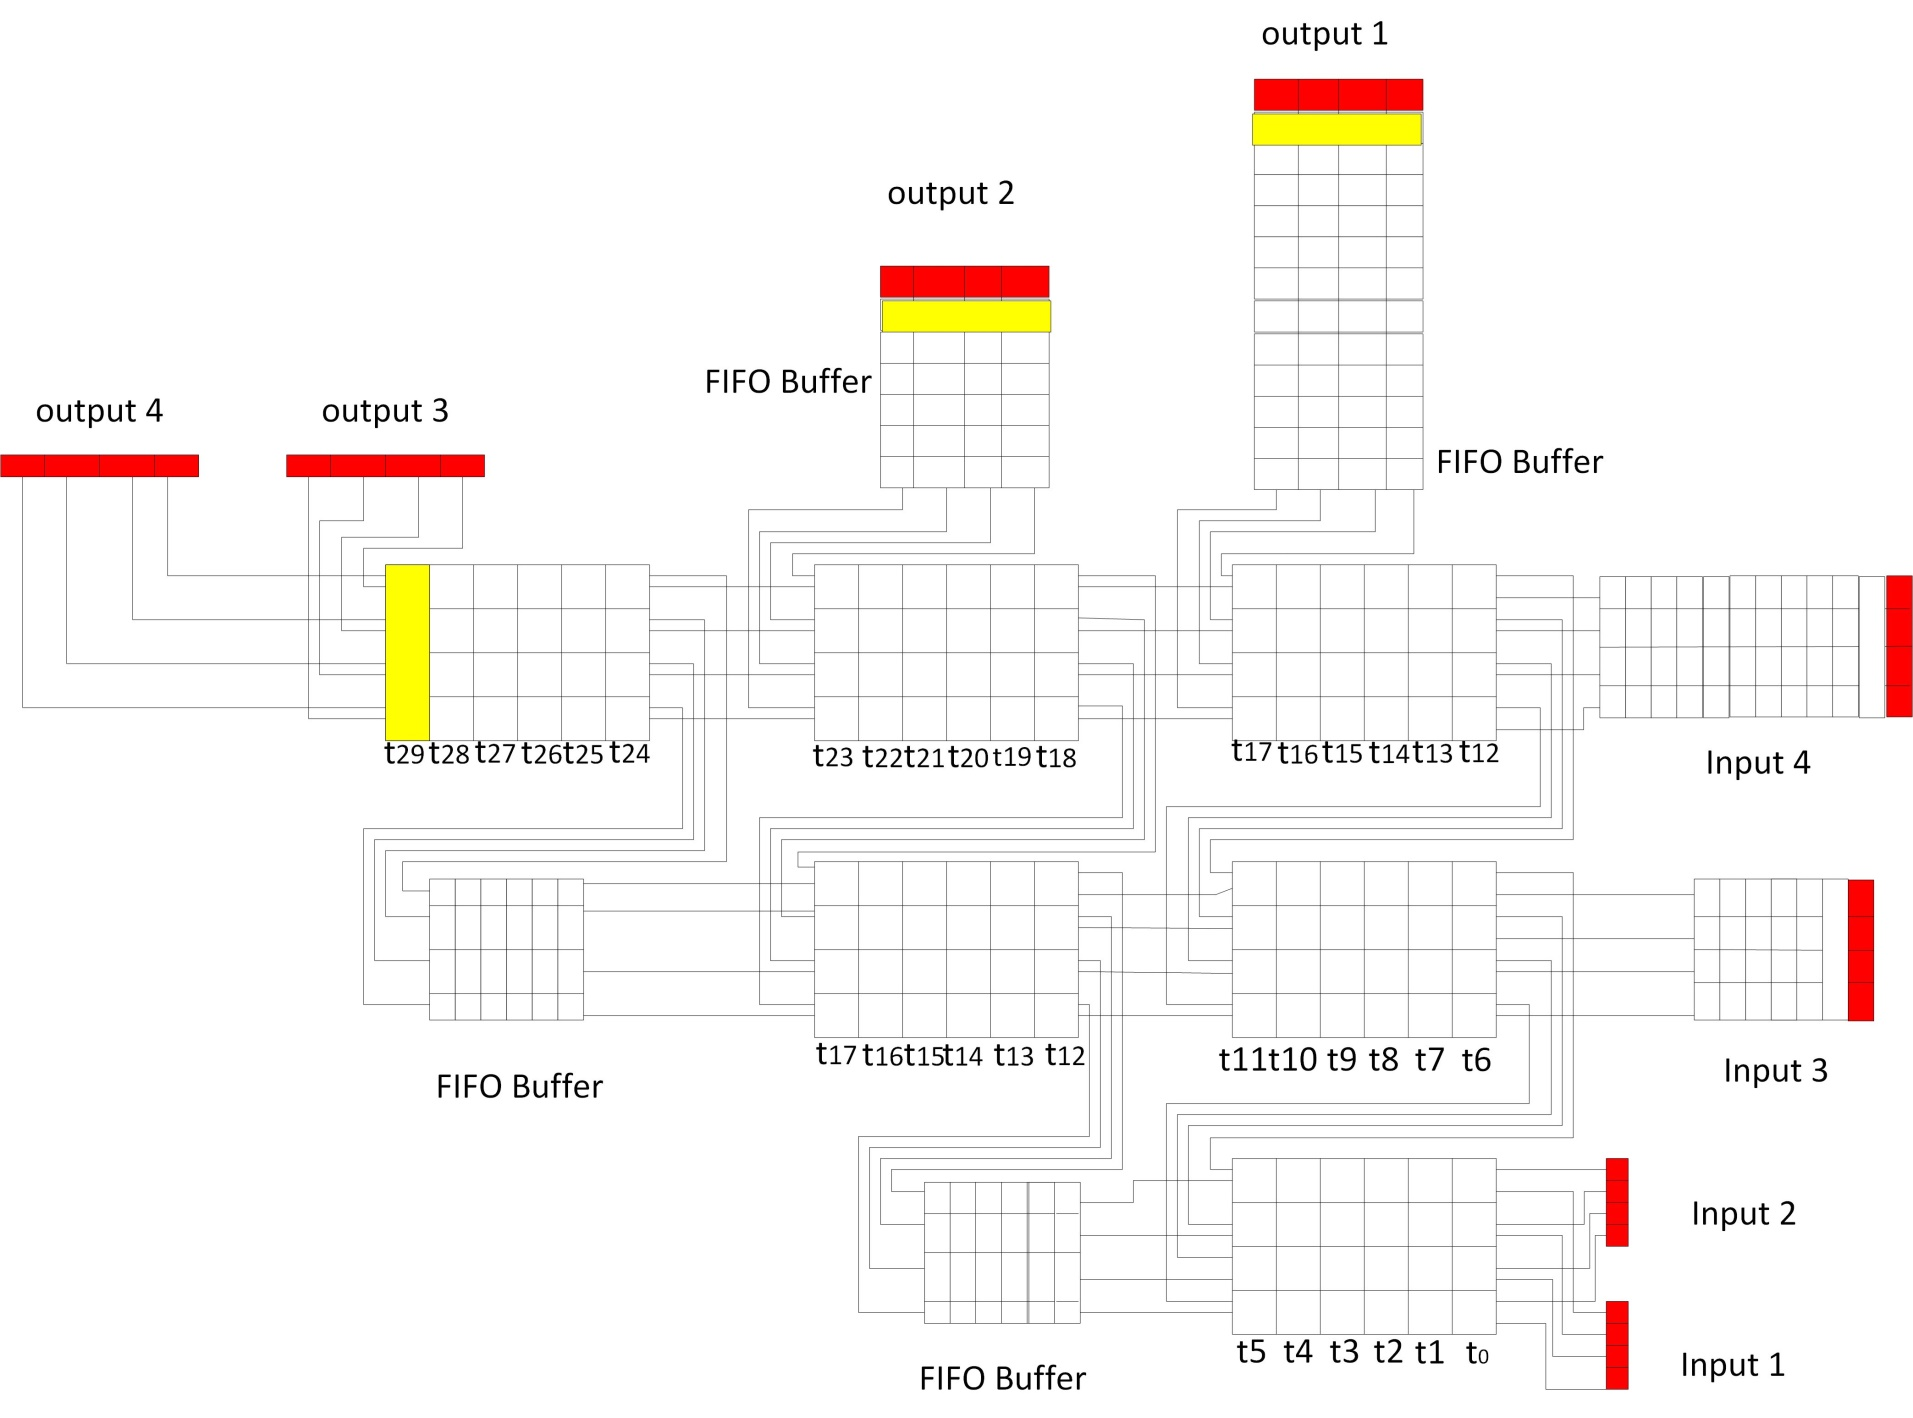 output 1
output 2
FIFO Buffer
output 4
output 3
FIFO Buffer
t29 t28 t27 t26 t25 t24
t23 t22 t21 t20 t19 t18
t17 t16 t15 t14 t13 t12
Input 4
t17 t16 t15 t14 t13 t12
t11 t10 t9 t8 t7 t6
Input 3
FIFO Buffer
Input 2
t5 t4 t3 t2 t1 t0
Input 1
FIFO Buffer